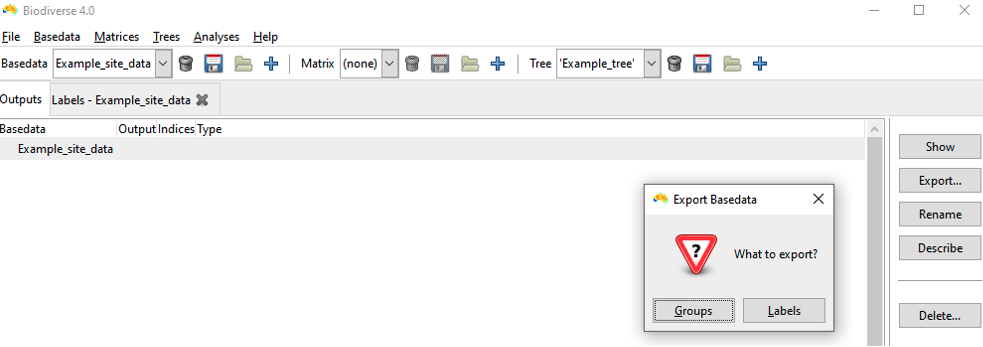 Biodiverse 4.0
File Basedata Matrices Trees Analyses Help
Basedata Example_site_data Matrix (none) Tree 'Example_tree'
Outputs Labels - Example_site_data
Basedata Output Indices Type
Example_site_data
Show
Export...
Rename
Describe
Delete...
Export Basedata
?
What to export?
Groups Labels